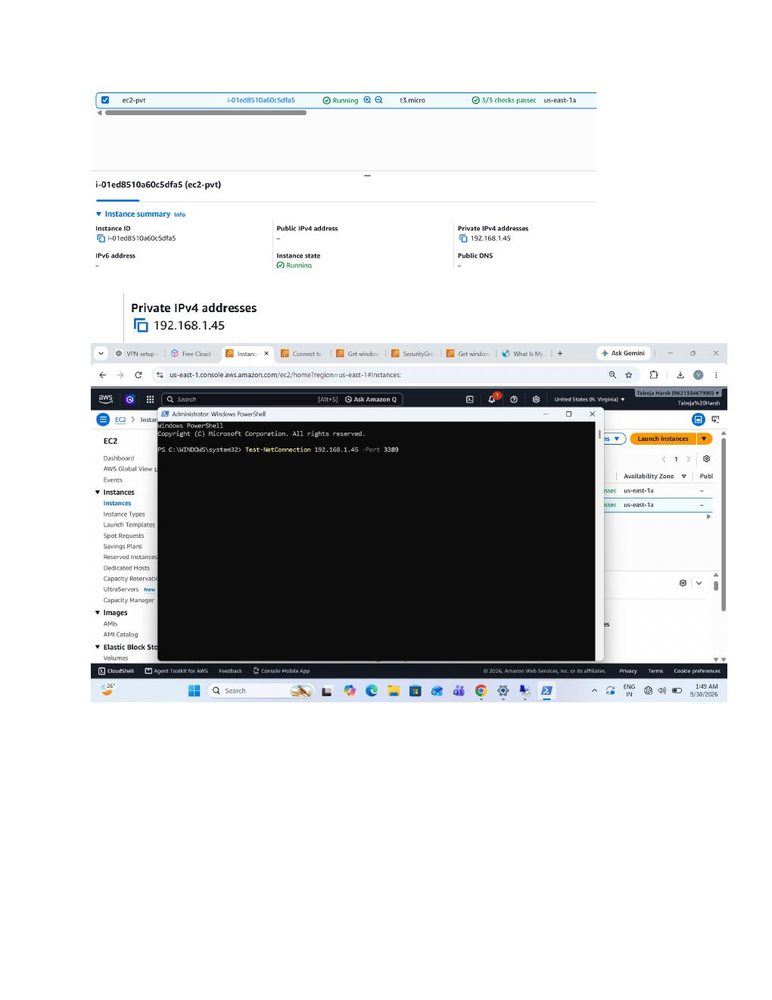 ec2-pvt i-01ed8510a60c5dfa5 Running t3.micro 3/3 checks passec us-east-1a
i-01ed8510a60c5dfa5 (ec2-pvt)
Instance summary Info
Instance ID Public IPv4 address Private IPv4 addresses
i-01ed8510a60c5dfa5 – 192.168.1.45
IPv6 address Instance state Public DNS
– Running –
Private IPv4 addresses
192.168.1.45
VPN setup Free Cloud Instanc Connect to Get window SecurityGro Get window What Is My Ask Gemini
us-east-1.console.aws.amazon.com/ec2/home?region=us-east-1#Instances:
aws Search [Alt+S] Ask Amazon Q 1 United States (N. Virginia) Talreja Harsh (962133467990)
Talreja%20Harsh
EC2 Instan
Administrator: Windows PowerShell
Windows PowerShell
Copyright (C) Microsoft Corporation. All rights reserved.
PS C:\WINDOWS\system32> Test-NetConnection 192.168.1.45 -Port 3389
EC2
Dashboard
AWS Global View
Events
Instances
Instances
Instance Types
Launch Templates
Spot Requests
Savings Plans
Reserved Instances
Dedicated Hosts
Capacity Reservatio
UltraServers New
Capacity Manager
Images
AMIs
AMI Catalog
Elastic Block Sto
Volumes
ns Launch instances
1
Availability Zone Publ
ssec us-east-1a –
ssec us-east-1a –
es
CloudShell Agent Toolkit for AWS Feedback Console Mobile App © 2026, Amazon Web Services, Inc. or its affiliates. Privacy Terms Cookie preferences
26° Search ENG 1:49 AM
IN 9/30/2026